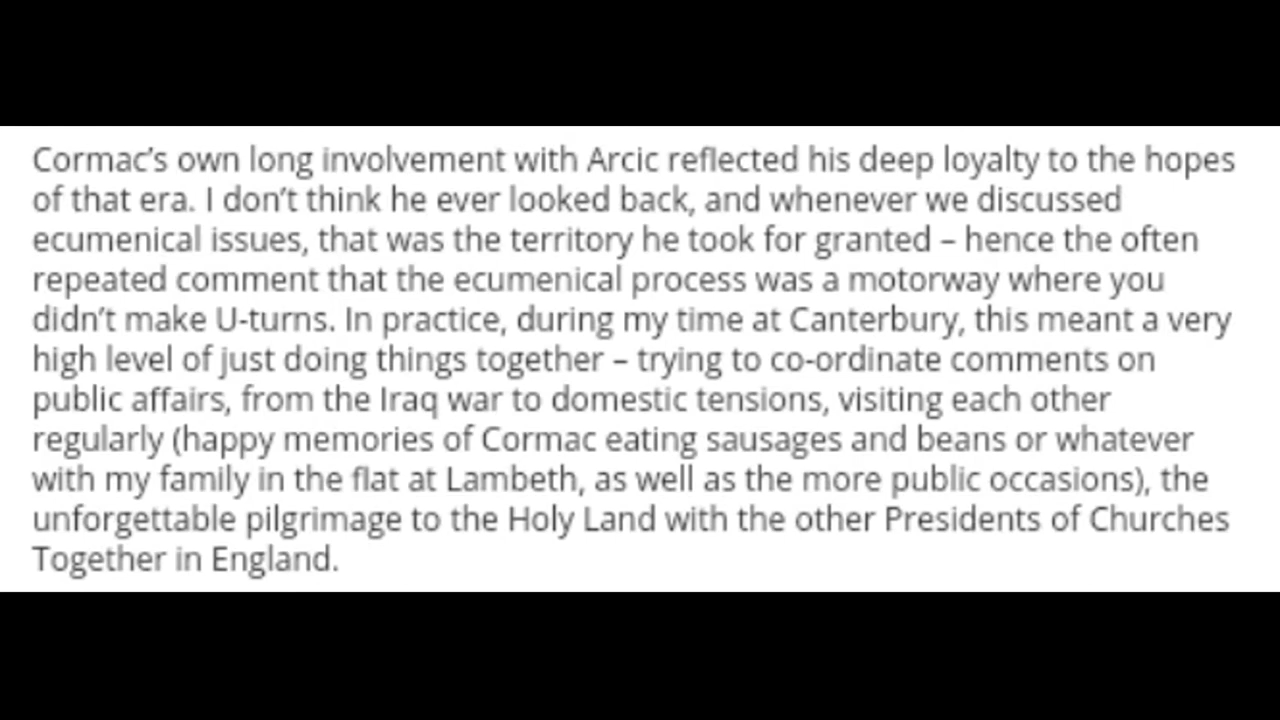 Cormac’s own long involvement with Arcic reflected his deep loyalty to the hopes
of that era. I don’t think he ever looked back, and whenever we discussed
ecumenical issues, that was the territory he took for granted – hence the often
repeated comment that the ecumenical process was a motorway where you
didn’t make U-turns. In practice, during my time at Canterbury, this meant a very
high level of just doing things together – trying to co-ordinate comments on
public affairs, from the Iraq war to domestic tensions, visiting each other
regularly (happy memories of Cormac eating sausages and beans or whatever
with my family in the flat at Lambeth, as well as the more public occasions), the
unforgettable pilgrimage to the Holy Land with the other Presidents of Churches
Together in England.